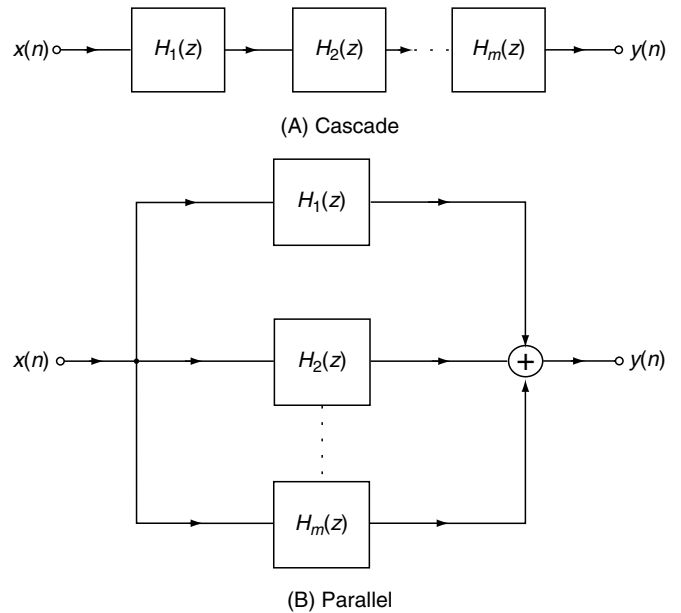 x(n) H₁(z) H₂(z) Hₘ(z) y(n)
(A) Cascade
H₁(z)
x(n) H₂(z) + y(n)
Hₘ(z)
(B) Parallel